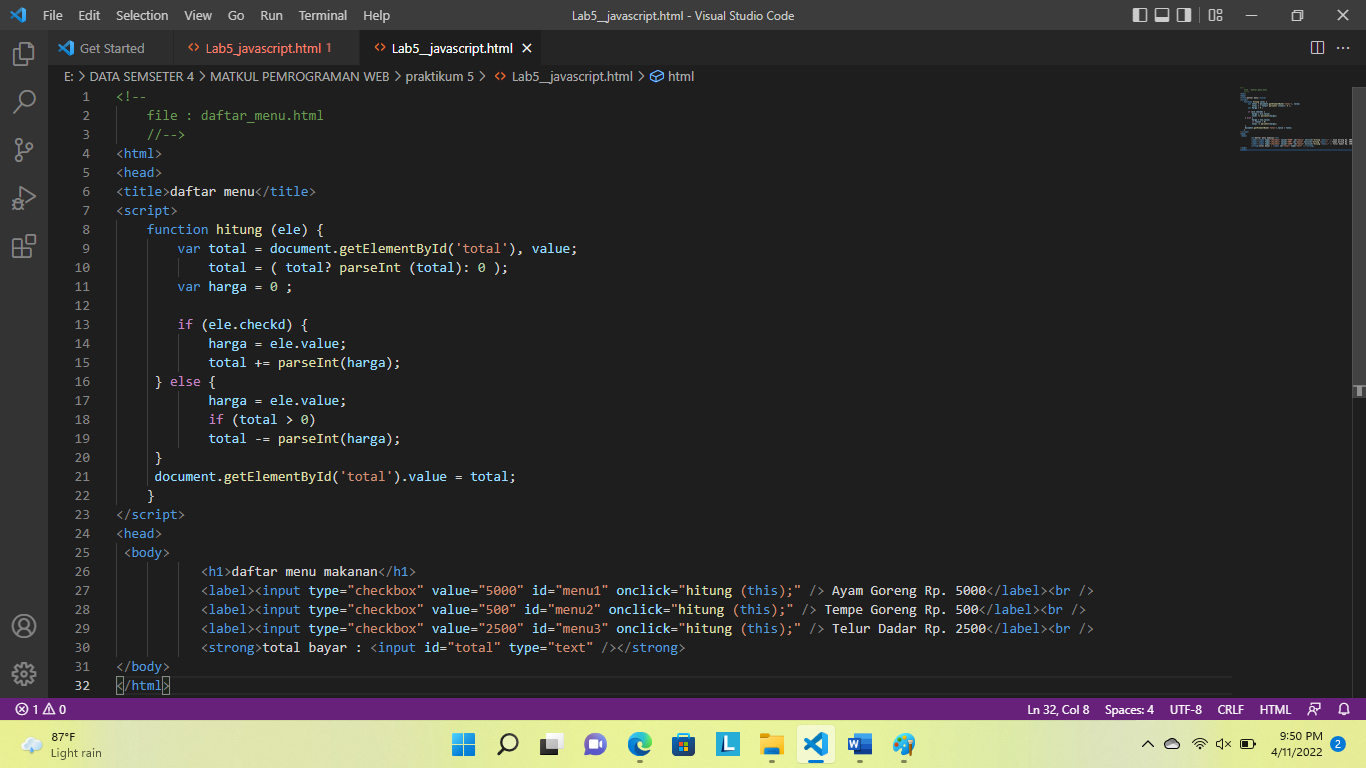 File Edit Selection View Go Run Terminal Help Lab5__javascript.html - Visual Studio Code
Get Started Lab5_javascript.html 1 Lab5__javascript.html
E: > DATA SEMSETER 4 > MATKUL PEMROGRAMAN WEB > praktikum 5 > Lab5__javascript.html > html
1 <!--
2 file : daftar_menu.html
3 //-->
4 <html>
5 <head>
6 <title>daftar menu</title>
7 <script>
8 function hitung (ele) {
9 var total = document.getElementById('total'), value;
10 total = ( total? parseInt (total): 0 );
11 var harga = 0 ;
12
13 if (ele.checkd) {
14 harga = ele.value;
15 total += parseInt(harga);
16 } else {
17 harga = ele.value;
18 if (total > 0)
19 total -= parseInt(harga);
20 }
21 document.getElementById('total').value = total;
22 }
23 </script>
24 <head>
25 <body>
26 <h1>daftar menu makanan</h1>
27 <label><input type="checkbox" value="5000" id="menu1" onclick="hitung (this);" /> Ayam Goreng Rp. 5000</label><br />
28 <label><input type="checkbox" value="500" id="menu2" onclick="hitung (this);" /> Tempe Goreng Rp. 500</label><br />
29 <label><input type="checkbox" value="2500" id="menu3" onclick="hitung (this);" /> Telur Dadar Rp. 2500</label><br />
30 <strong>total bayar : <input id="total" type="text" /></strong>
31 </body>
32 </html>
1 0 Ln 32, Col 8 Spaces: 4 UTF-8 CRLF HTML
87°F
Light rain
9:50 PM
4/11/2022 2